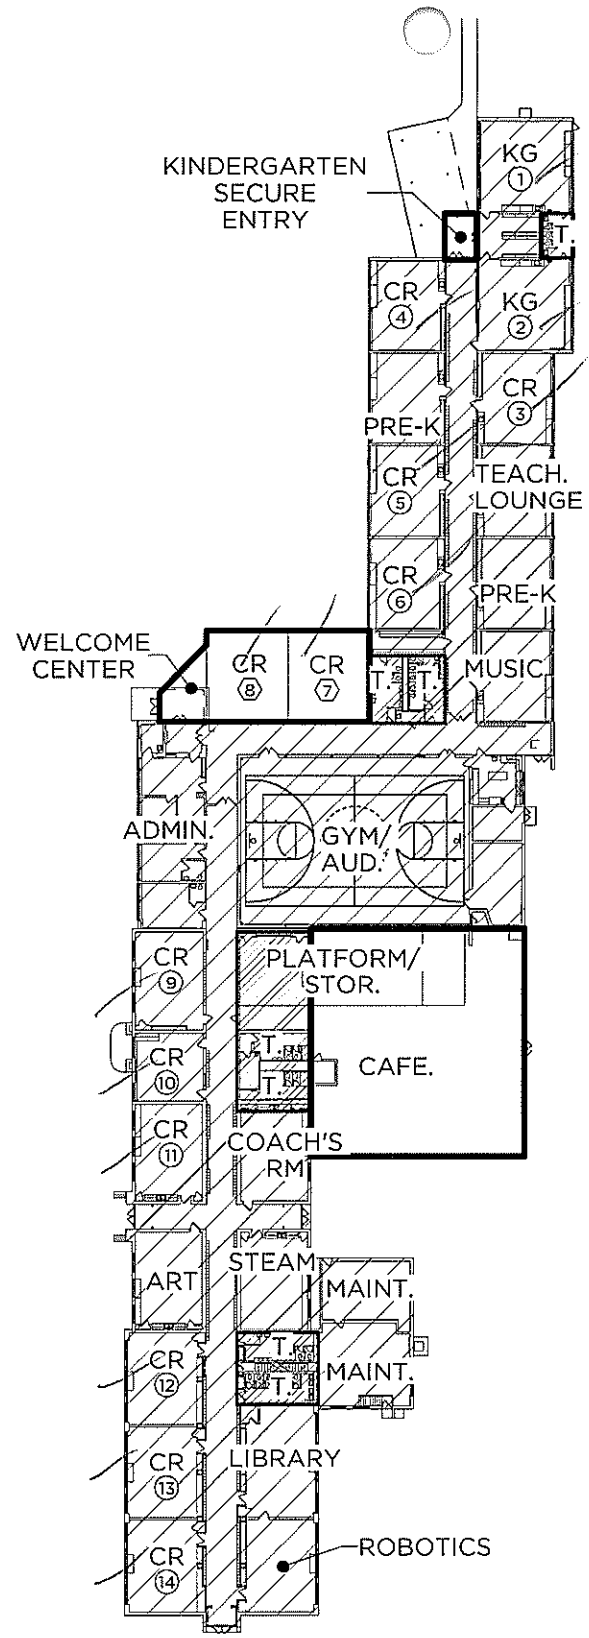 KINDERGARTEN
SECURE
ENTRY
KG
1
T.
CR
4
KG
2
CR
3
PRE-K
CR
5
TEACH.
LOUNGE
CR
6
PRE-K
WELCOME
CENTER
CR
8
CR
7
T.
T.
MUSIC
ADMIN.
GYM/
AUD.
CR
9
PLATFORM/
STOR.
CR
10
T.
T.
CAFE.
CR
11
COACH'S
RM
ART
STEAM
MAINT.
CR
12
T.
T.
MAINT.
CR
13
LIBRARY
CR
14
ROBOTICS